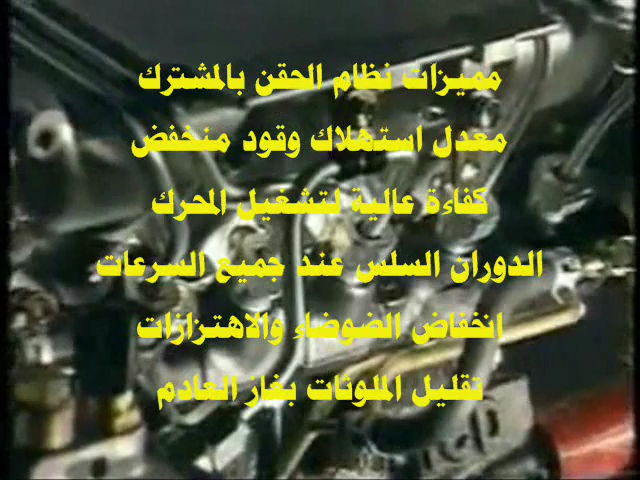 مميزات نظام الحقن بالمشترك
معدل استهلاك وقود منخفض
كفاءة عالية لتشغيل المحرك
الدوران السلس عند جميع السرعات
إنخفاض الضوضاء والاهتزازات
تقليل الملوثات بغاز العادم